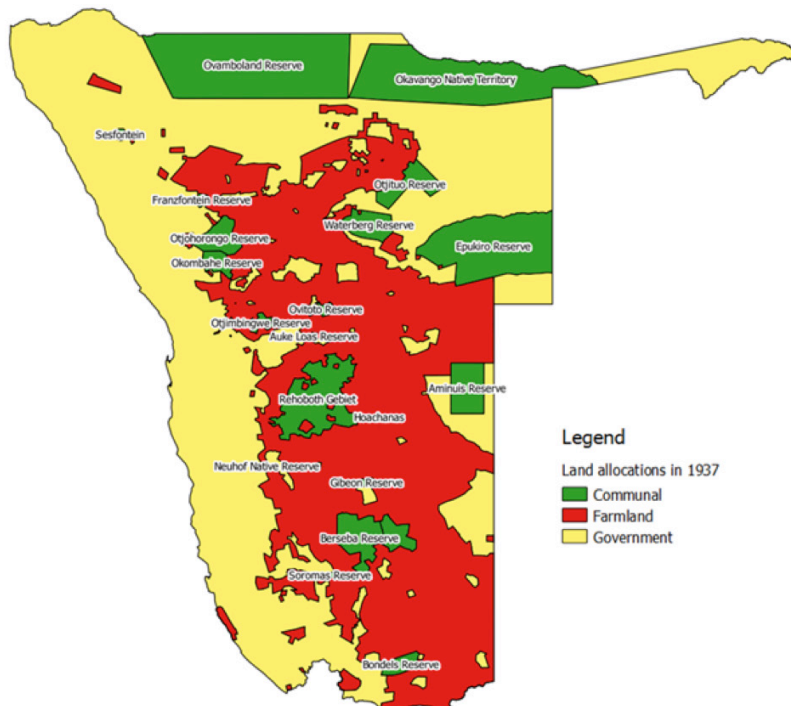 Ovamboland Reserve
Okavango Native Territory
Sesfontein
Otjituo Reserve
Franzfontein Reserve
Waterberg Reserve
Otjohorongo Reserve
Epukiro Reserve
Okombahe Reserve
Ovitoto Reserve
Otjimbingwe Reserve
Auke Loas Reserve
Aminuis Reserve
Rehoboth Gebiet
Hoachanas
Neuhof Native Reserve
Gibeon Reserve
Berseba Reserve
Soromas Reserve
Bondels Reserve
Legend
Land allocations in 1937
Communal
Farmland
Government